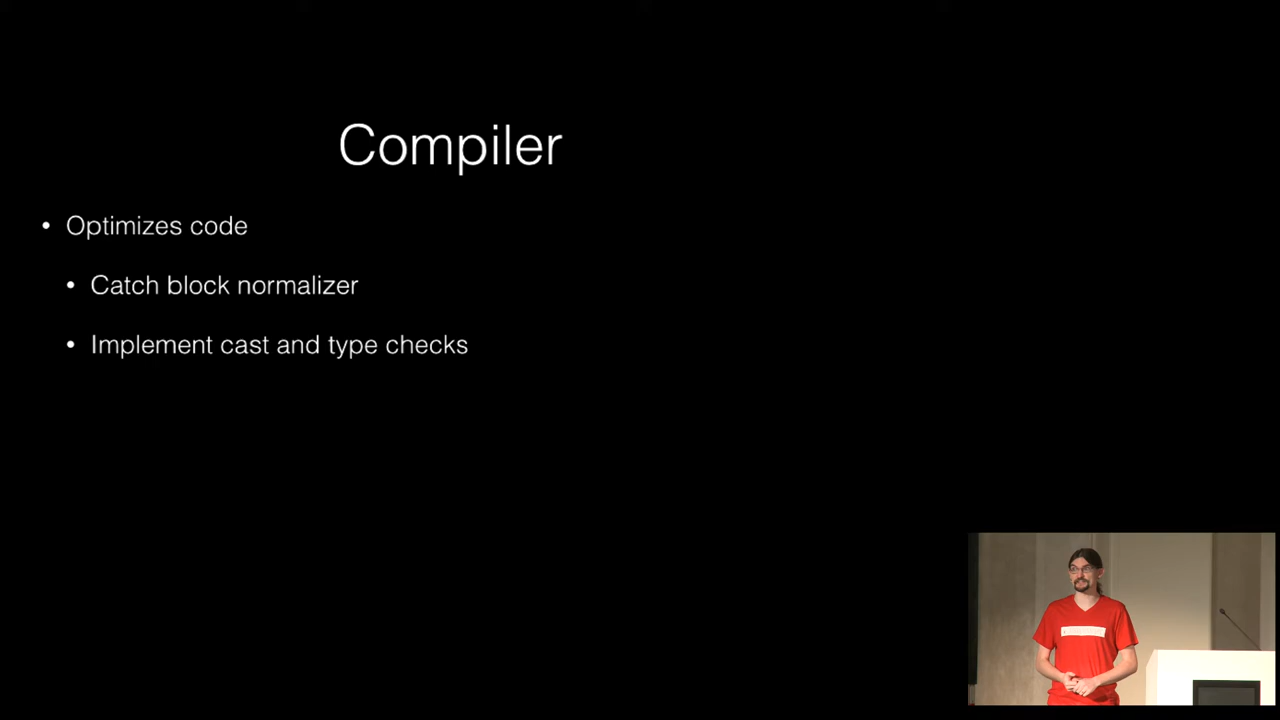 Compiler
• Optimizes code
• Catch block normalizer
• Implement cast and type checks